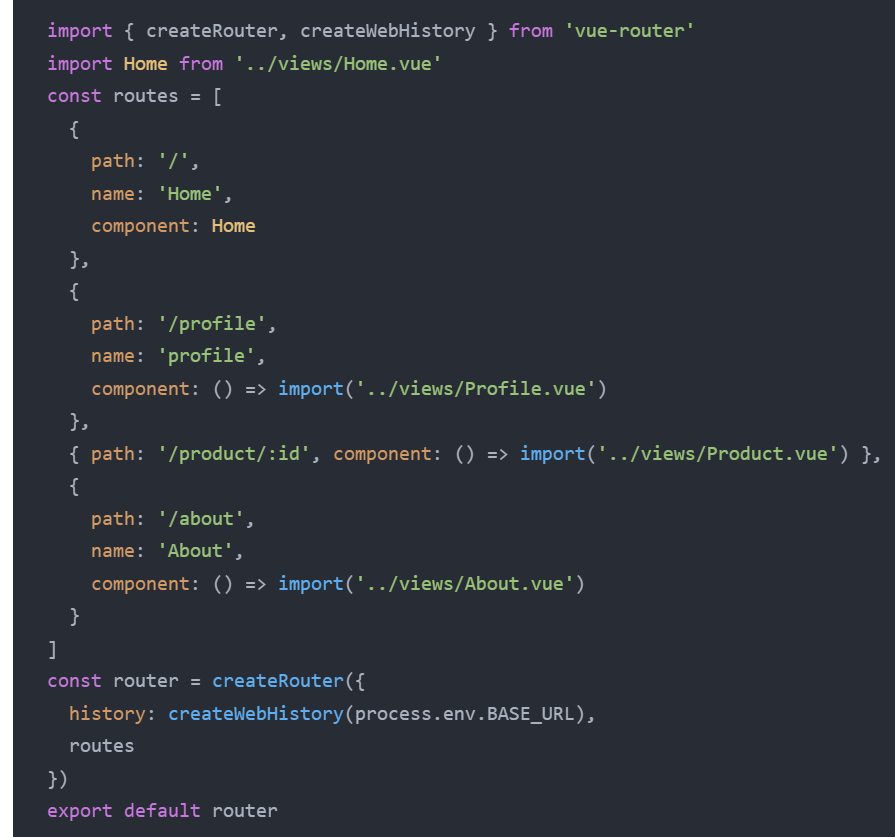 import { createRouter, createWebHistory } from 'vue-router'
import Home from '../views/Home.vue'
const routes = [
  {
    path: '/',
    name: 'Home',
    component: Home
  },
  {
    path: '/profile',
    name: 'profile',
    component: () => import('../views/Profile.vue')
  },
  { path: '/product/:id', component: () => import('../views/Product.vue') },
  {
    path: '/about',
    name: 'About',
    component: () => import('../views/About.vue')
  }
]
const router = createRouter({
  history: createWebHistory(process.env.BASE_URL),
  routes
})
export default router